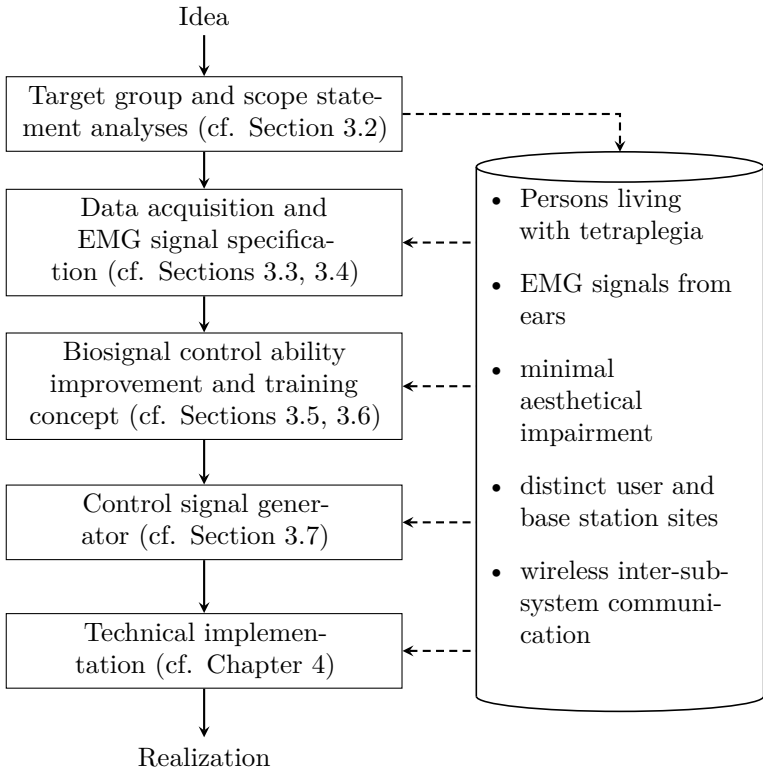 Idea
Target group and scope state-
ment analyses (cf. Section 3.2)
Data acquisition and
EMG signal specifica-
tion (cf. Sections 3.3, 3.4)
Biosignal control ability
improvement and training
concept (cf. Sections 3.5, 3.6)
Control signal gener-
ator (cf. Section 3.7)
Technical implemen-
tation (cf. Chapter 4)
Realization
• Persons living
with tetraplegia
• EMG signals from
ears
• minimal
aesthetical
impairment
• distinct user and
base station sites
• wireless inter-sub-
system communi-
cation